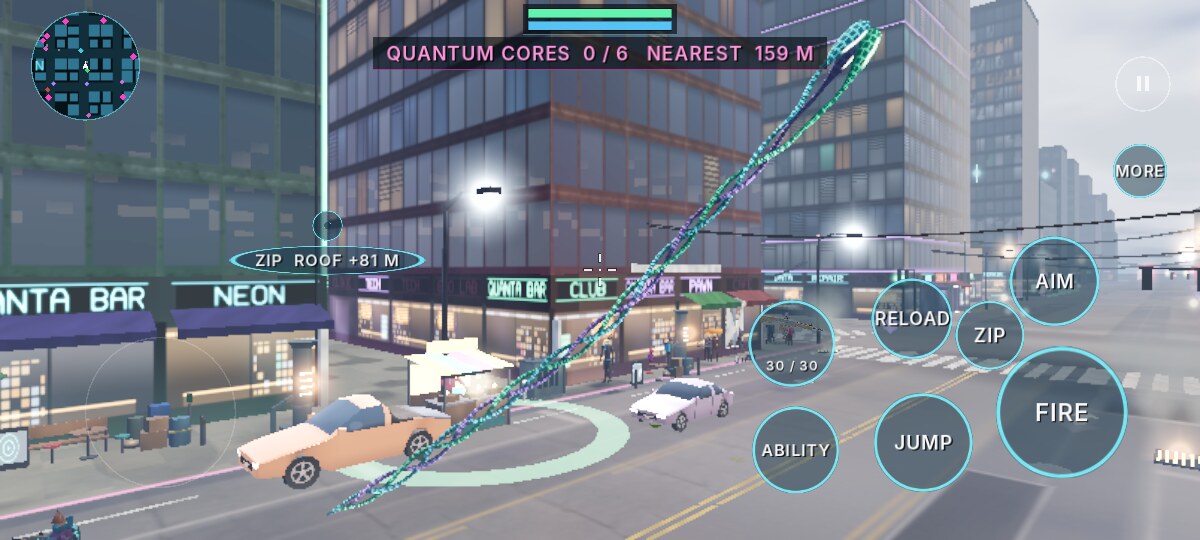 QUANTUM CORES 0 / 6 NEAREST 159 M
N
MORE
ZIP ROOF +81 M
AIM
ANTA BAR
NEON
QUANTA BAR
CLUB
PAWN
RELOAD
ZIP
30 / 30
FIRE
ABILITY
JUMP